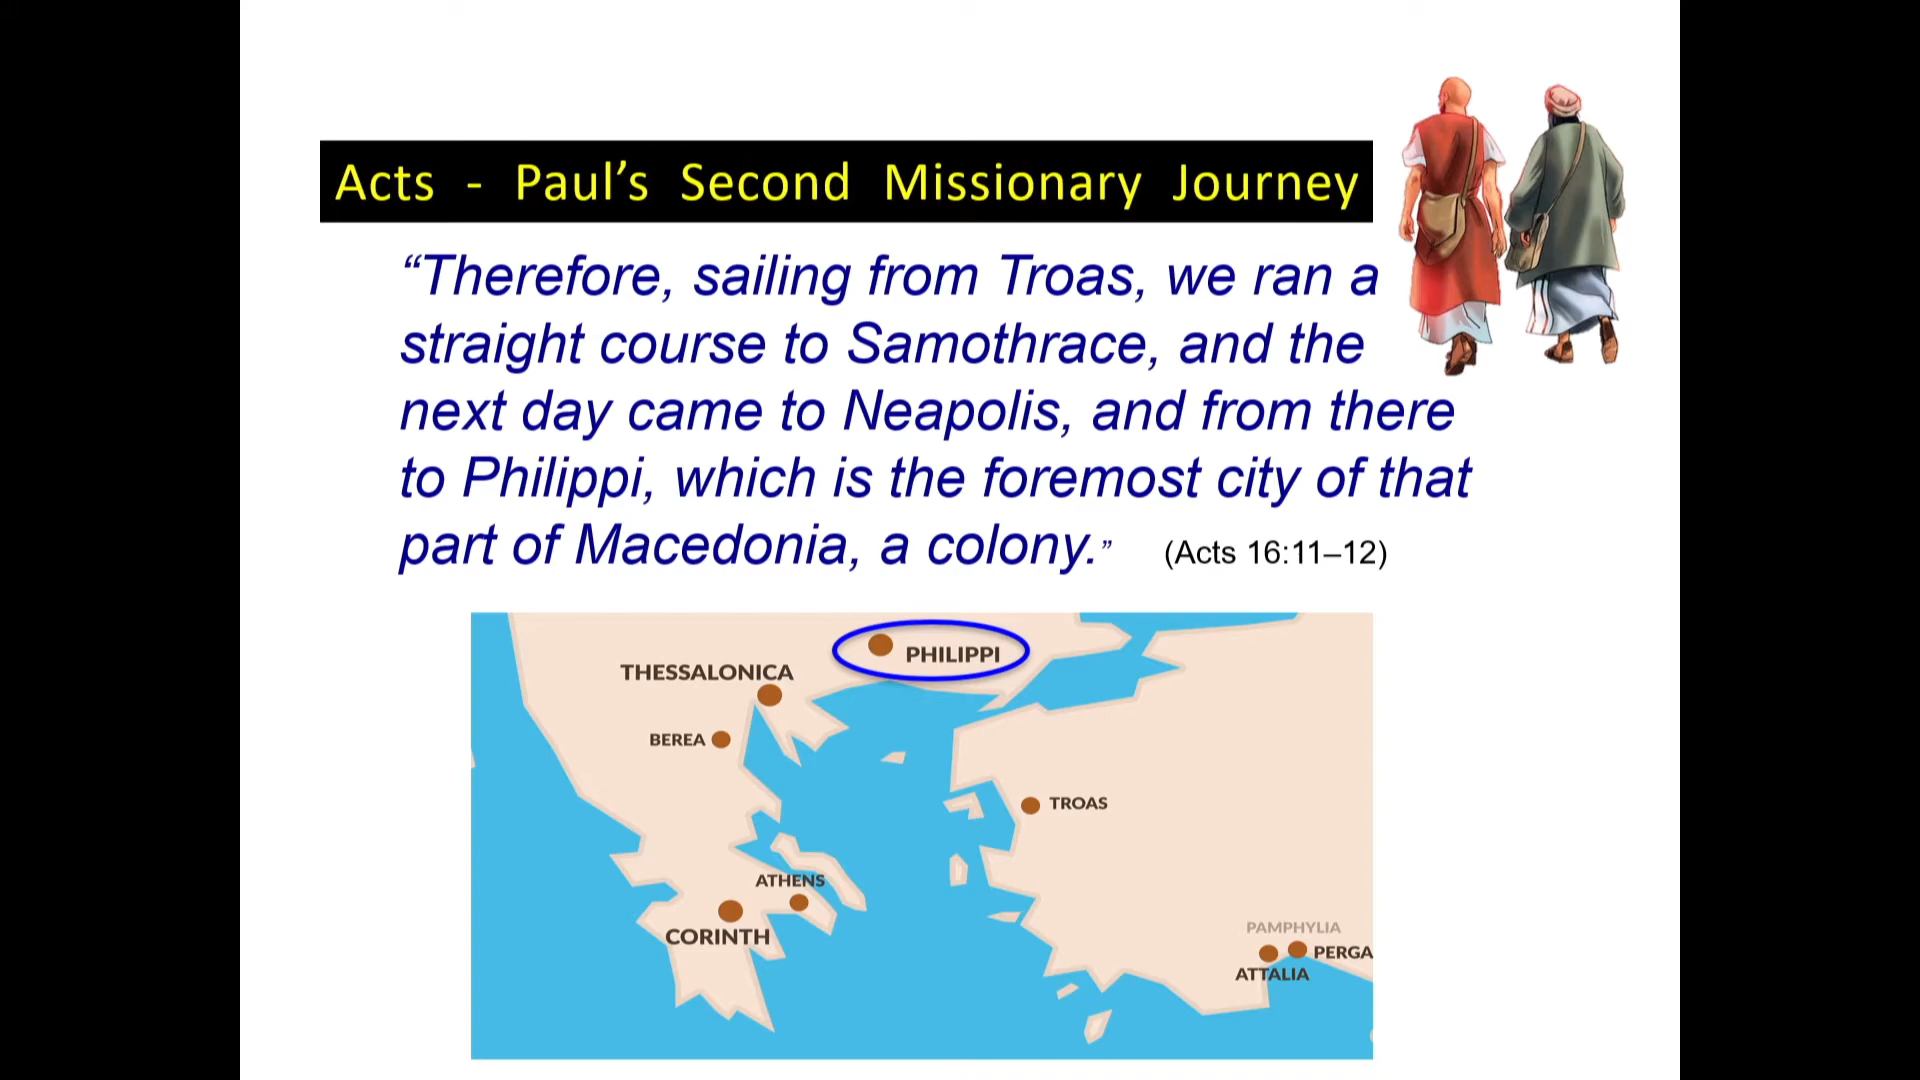 Acts - Paul’s Second Missionary Journey
“Therefore, sailing from Troas, we ran a
straight course to Samothrace, and the
next day came to Neapolis, and from there
to Philippi, which is the foremost city of that
part of Macedonia, a colony.” (Acts 16:11–12)
PHILIPPI
THESSALONICA
BEREA
TROAS
ATHENS
CORINTH
PAMPHYLIA
PERGA
ATTALIA